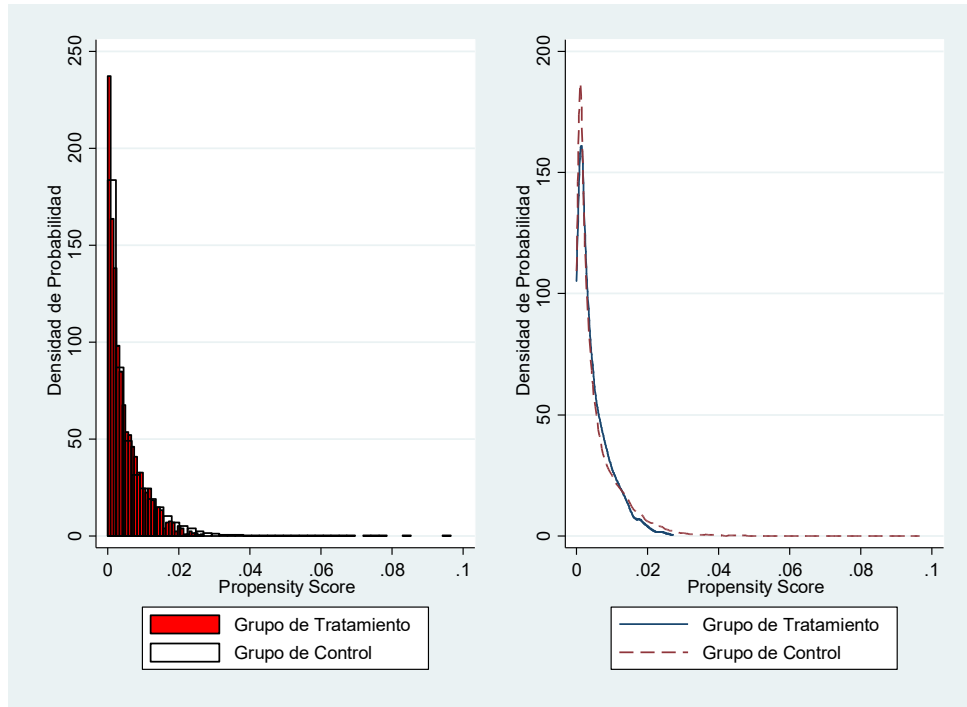 Densidad de Probabilidad
250
200
150
100
50
0
0
.02
.04
.06
.08
.1
Propensity Score
Grupo de Tratamiento
Grupo de Control
Densidad de Probabilidad
200
150
100
50
0
0
.02
.04
.06
.08
.1
Propensity Score
Grupo de Tratamiento
Grupo de Control